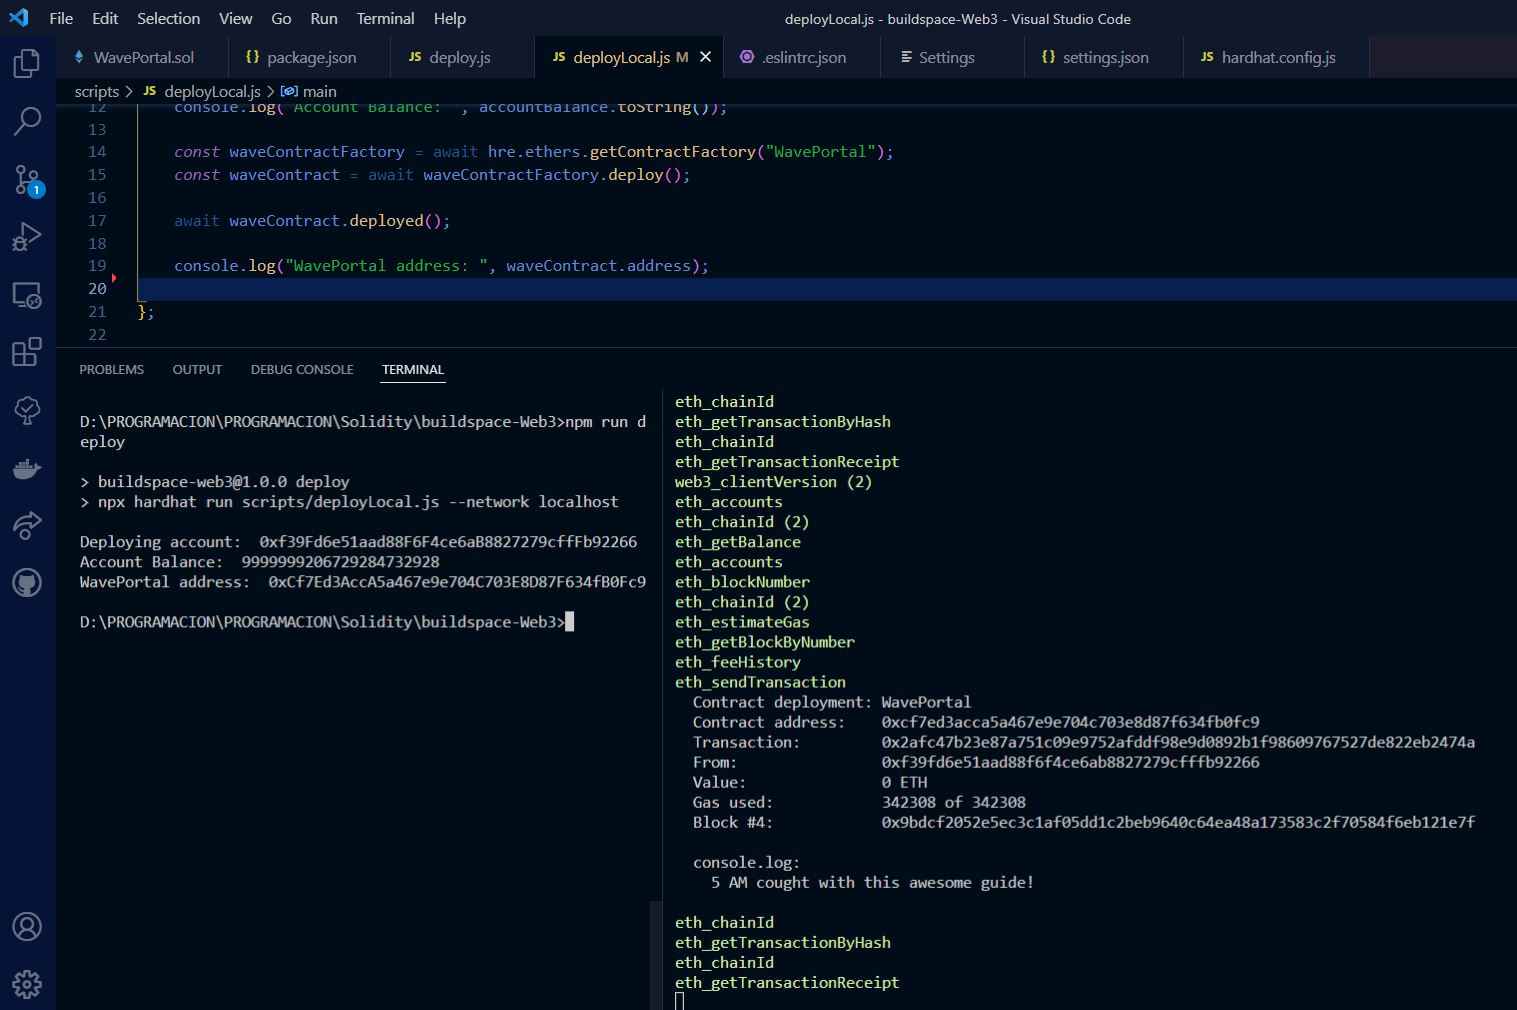 File Edit Selection View Go Run Terminal Help
deployLocal.js - buildspace-Web3 - Visual Studio Code
WavePortal.sol
{} package.json
JS deploy.js
JS deployLocal.js M
.eslintrc.json
Settings
{} settings.json
JS hardhat.config.js
scripts > JS deployLocal.js > main
1
12 console.log("Account Balance: ", accountBalance.toString());
13
14 const waveContractFactory = await hre.ethers.getContractFactory("WavePortal");
15 const waveContract = await waveContractFactory.deploy();
16
17 await waveContract.deployed();
18
19 console.log("WavePortal address: ", waveContract.address);
20
21 };
22
PROBLEMS OUTPUT DEBUG CONSOLE TERMINAL
D:\PROGRAMACION\PROGRAMACION\Solidity\buildspace-Web3>npm run d
eploy
> buildspace-web3@1.0.0 deploy
> npx hardhat run scripts/deployLocal.js --network localhost
Deploying account:  0xf39Fd6e51aad88F6F4ce6aB8827279cffFb92266
Account Balance:  9999999206729284732928
WavePortal address:  0xCf7Ed3AccA5a467e9e704C703E8D87F634fB0Fc9
D:\PROGRAMACION\PROGRAMACION\Solidity\buildspace-Web3>
eth_chainId
eth_getTransactionByHash
eth_chainId
eth_getTransactionReceipt
web3_clientVersion (2)
eth_accounts
eth_chainId (2)
eth_getBalance
eth_accounts
eth_blockNumber
eth_chainId (2)
eth_estimateGas
eth_getBlockByNumber
eth_feeHistory
eth_sendTransaction
Contract deployment: WavePortal
Contract address: 0xcf7ed3acca5a467e9e704c703e8d87f634fb0fc9
Transaction: 0x2afc47b23e87a751c09e9752afddf98e9d0892b1f98609767527de822eb2474a
From: 0xf39fd6e51aad88f6f4ce6ab8827279cfffb92266
Value: 0 ETH
Gas used: 342308 of 342308
Block #4: 0x9bdcf2052e5ec3c1af05dd1c2beb9640c64ea48a173583c2f70584f6eb121e7f
console.log:
5 AM cought with this awesome guide!
eth_chainId
eth_getTransactionByHash
eth_chainId
eth_getTransactionReceipt